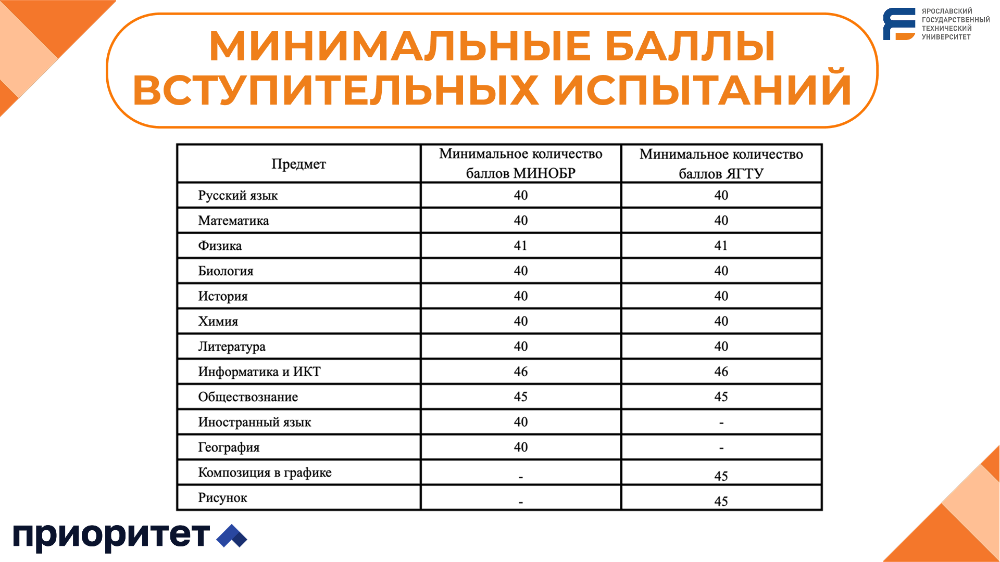 ЯРОСЛАВСКИЙ
ГОСУДАРСТВЕННЫЙ
ТЕХНИЧЕСКИЙ
УНИВЕРСИТЕТ
МИНИМАЛЬНЫЕ БАЛЛЫ
ВСТУПИТЕЛЬНЫХ ИСПЫТАНИЙ
Предмет Минимальное количество баллов МИНОБР Минимальное количество баллов ЯГТУ
Русский язык 40 40
Математика 40 40
Физика 41 41
Биология 40 40
История 40 40
Химия 40 40
Литература 40 40
Информатика и ИКТ 46 46
Обществознание 45 45
Иностранный язык 40 -
География 40 -
Композиция в графике - 45
Рисунок - 45
приоритет